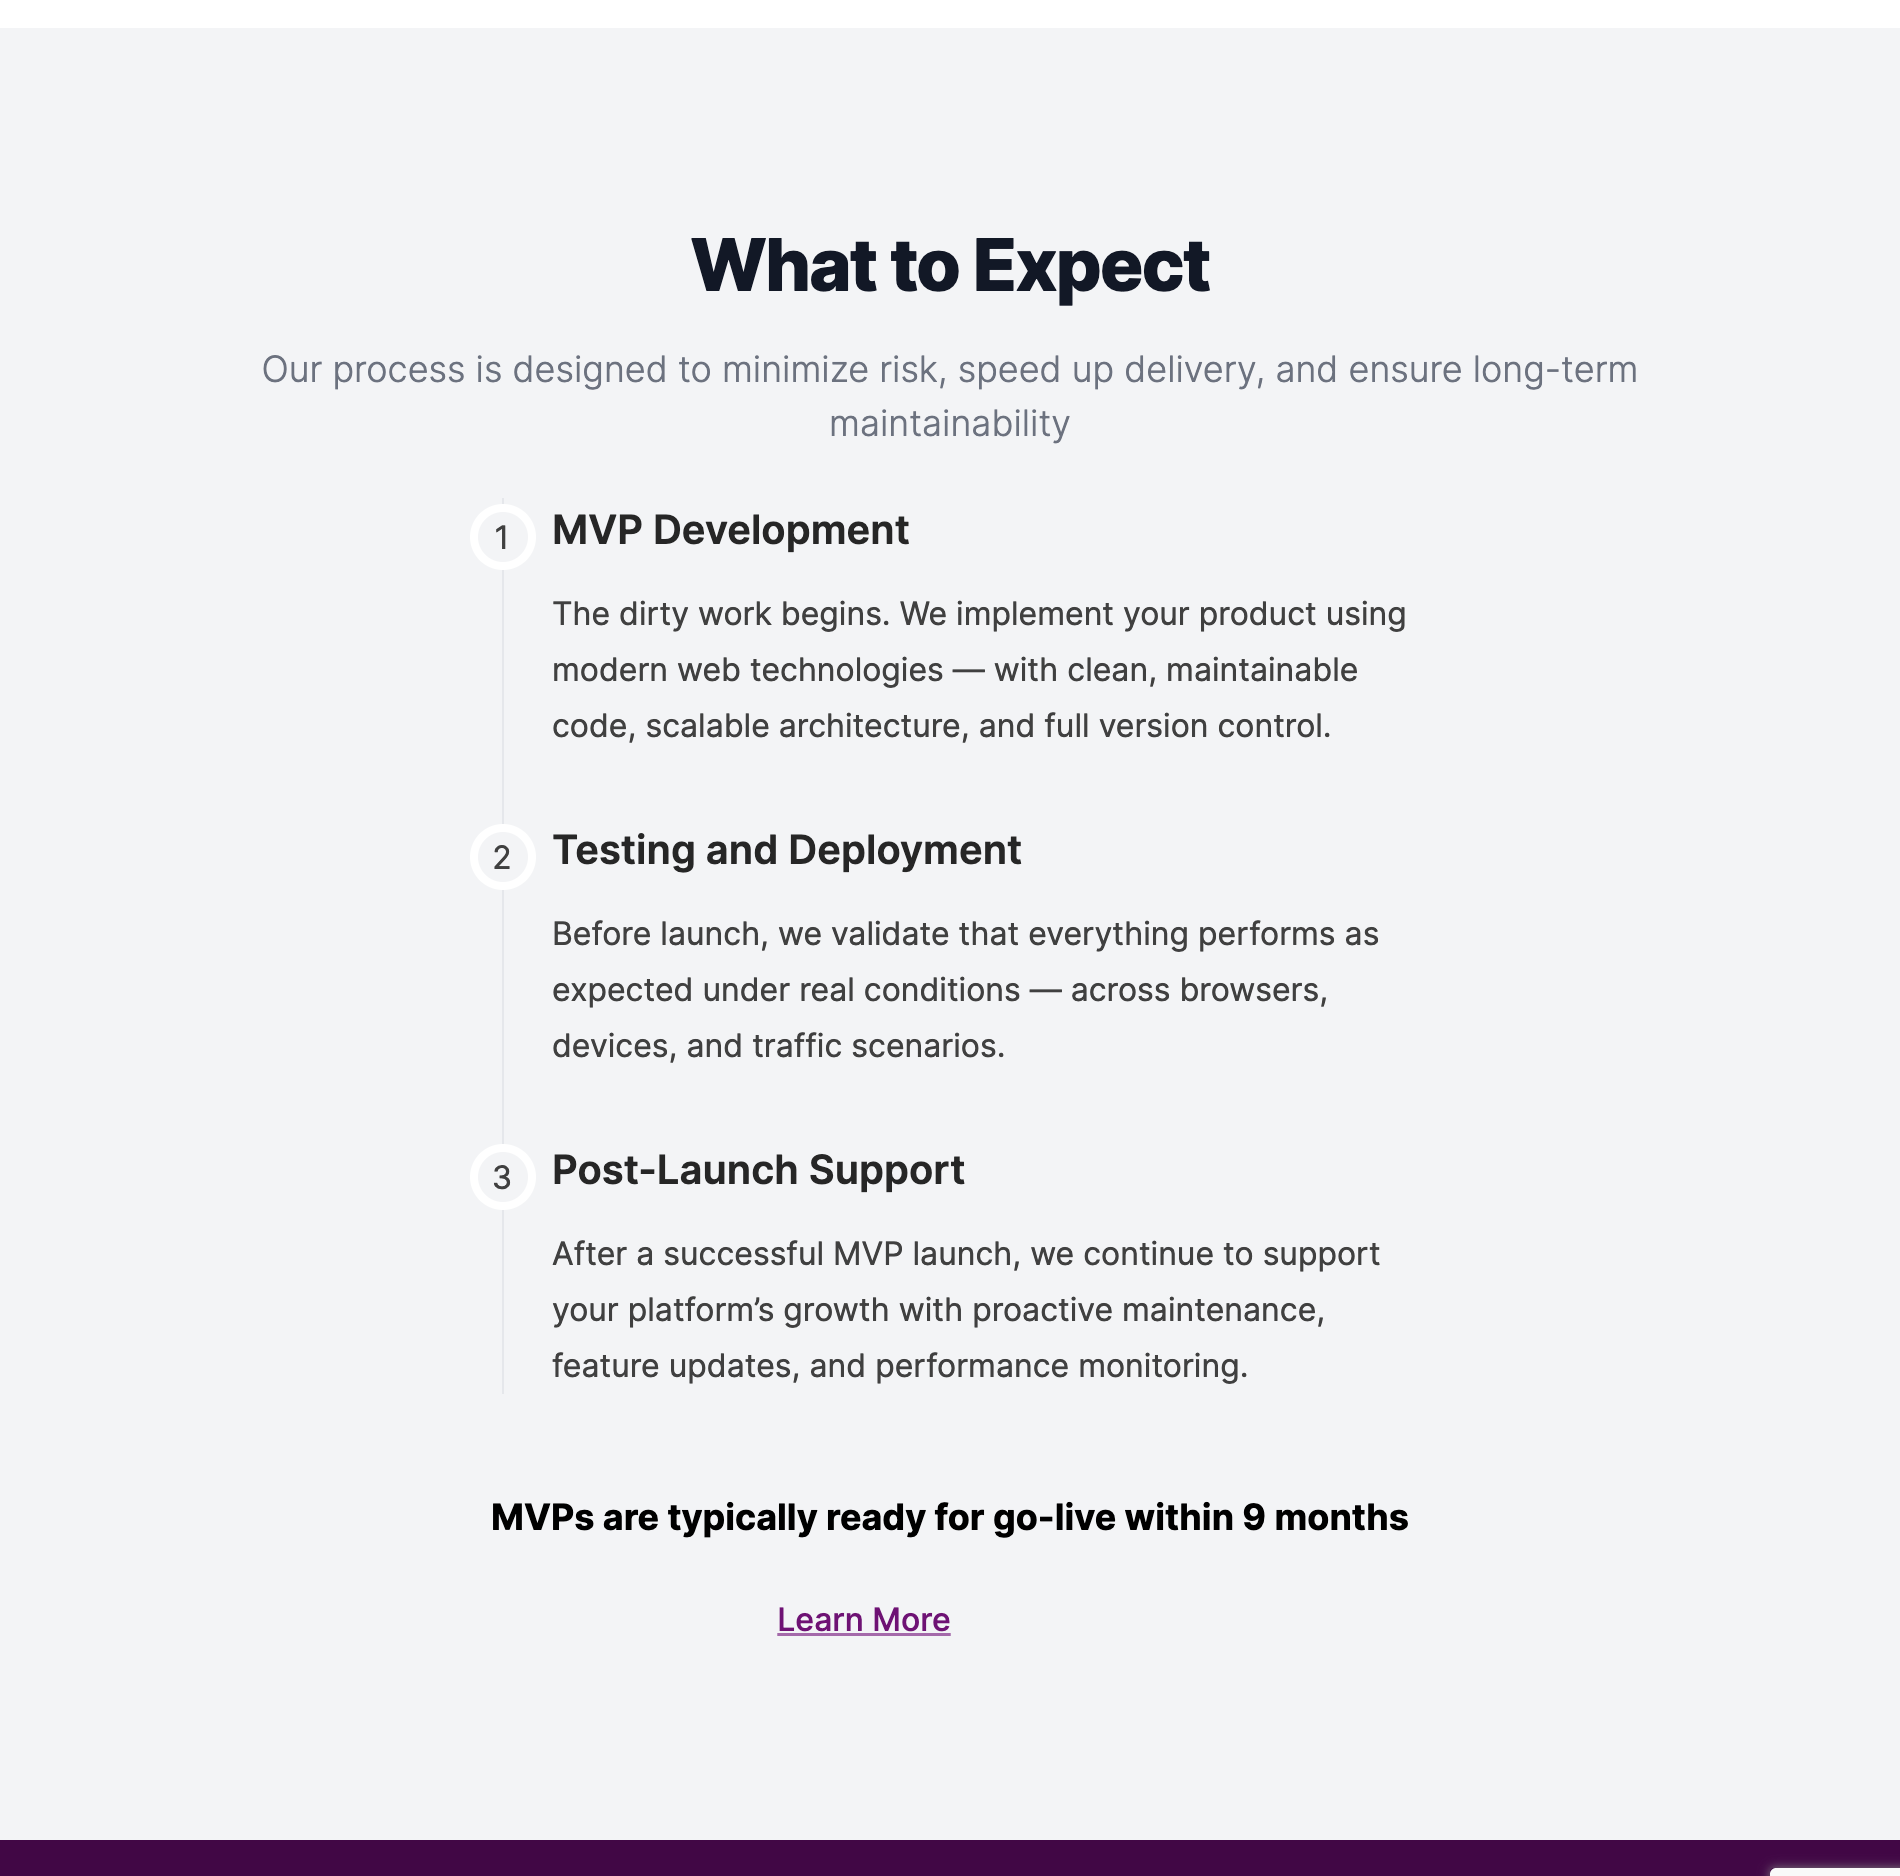 What to Expect
Our process is designed to minimize risk, speed up delivery, and ensure long-term
maintainability
1 MVP Development
The dirty work begins. We implement your product using
modern web technologies — with clean, maintainable
code, scalable architecture, and full version control.
2 Testing and Deployment
Before launch, we validate that everything performs as
expected under real conditions — across browsers,
devices, and traffic scenarios.
3 Post-Launch Support
After a successful MVP launch, we continue to support
your platform’s growth with proactive maintenance,
feature updates, and performance monitoring.
MVPs are typically ready for go-live within 9 months
Learn More